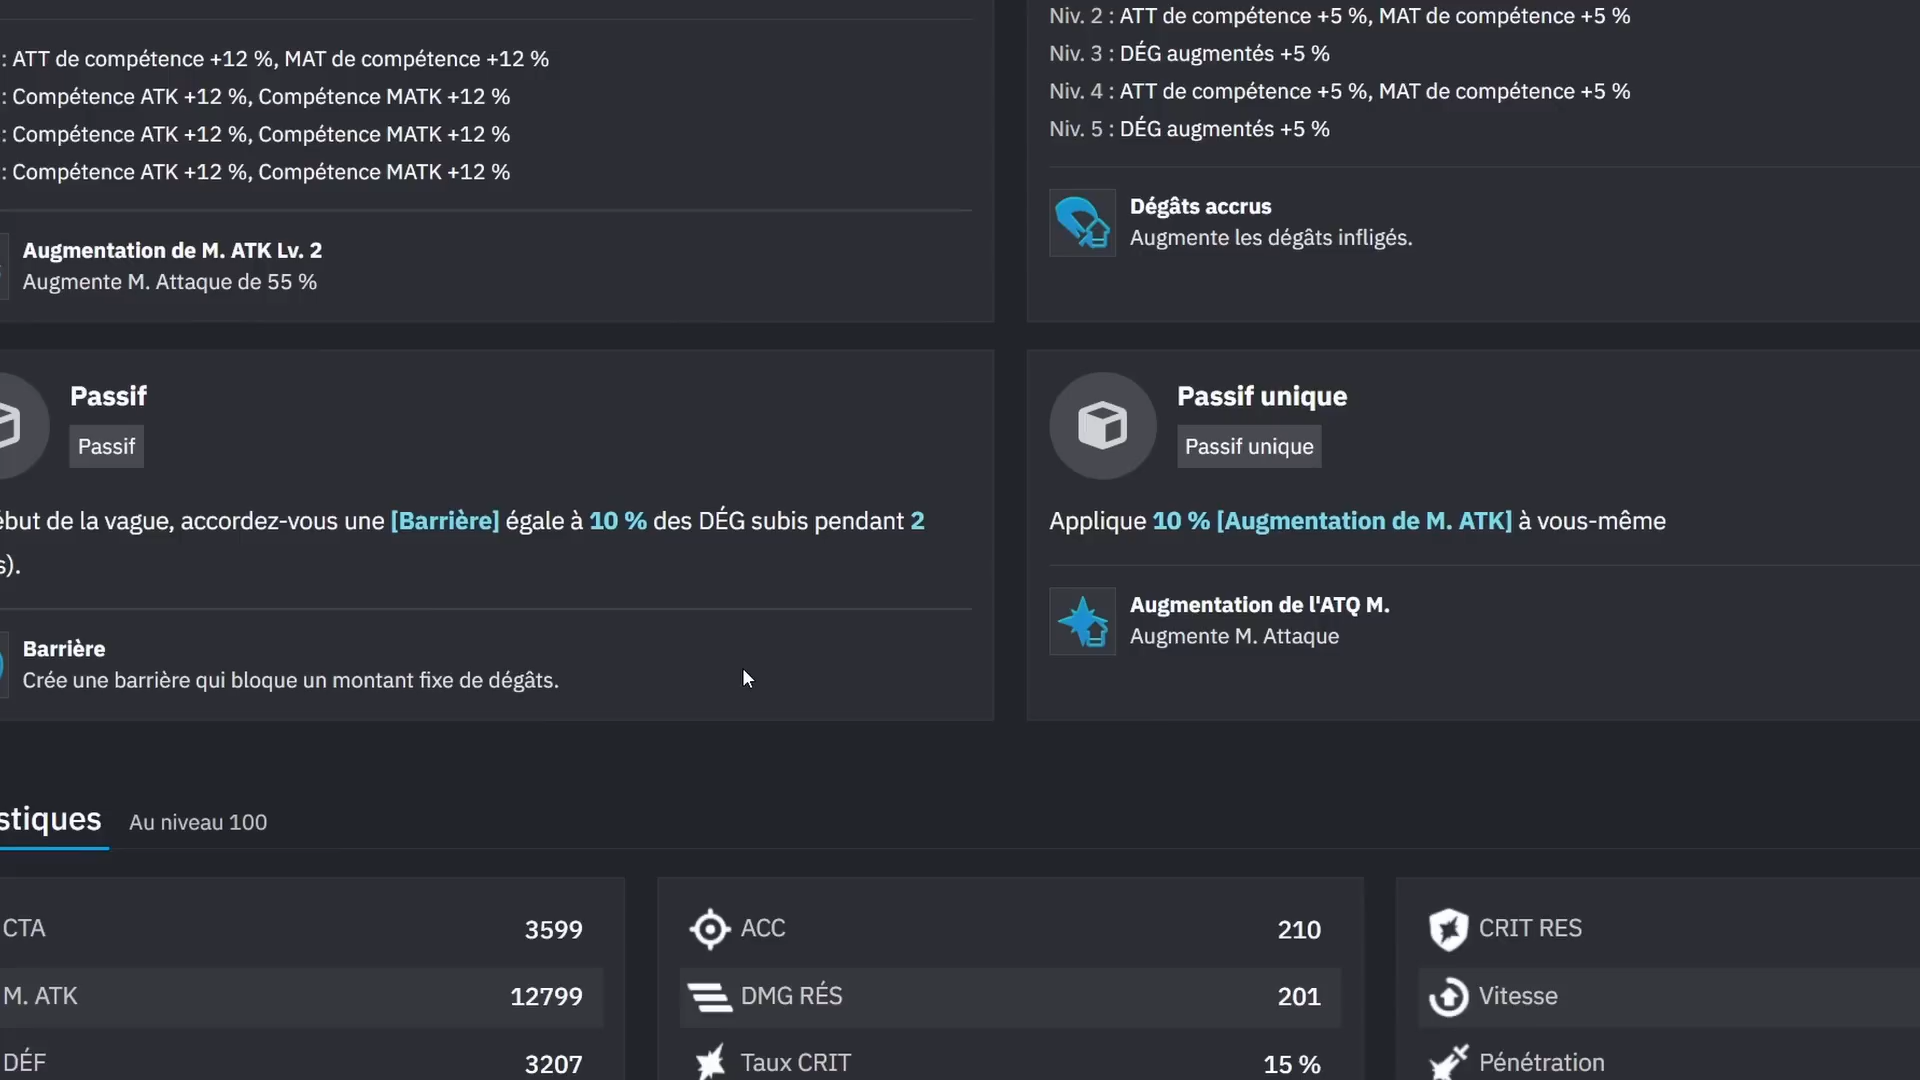 : ATT de compétence +12 %, MAT de compétence +12 %
: Compétence ATK +12 %, Compétence MATK +12 %
: Compétence ATK +12 %, Compétence MATK +12 %
: Compétence ATK +12 %, Compétence MATK +12 %
Augmentation de M. ATK Lv. 2
Augmente M. Attaque de 55 %
Niv. 2 : ATT de compétence +5 %, MAT de compétence +5 %
Niv. 3 : DÉG augmentés +5 %
Niv. 4 : ATT de compétence +5 %, MAT de compétence +5 %
Niv. 5 : DÉG augmentés +5 %
Dégâts accrus
Augmente les dégâts infligés.
Passif
Passif
ébut de la vague, accordez-vous une [Barrière] égale à 10 % des DÉG subis pendant 2
s).
Barrière
Crée une barrière qui bloque un montant fixe de dégâts.
Passif unique
Passif unique
Applique 10 % [Augmentation de M. ATK] à vous-même
Augmentation de l'ATQ M.
Augmente M. Attaque
stiques Au niveau 100
CTA 3599
M. ATK 12799
DÉF 3207
ACC 210
DMG RÉS 201
Taux CRIT 15 %
CRIT RES
Vitesse
Pénétration